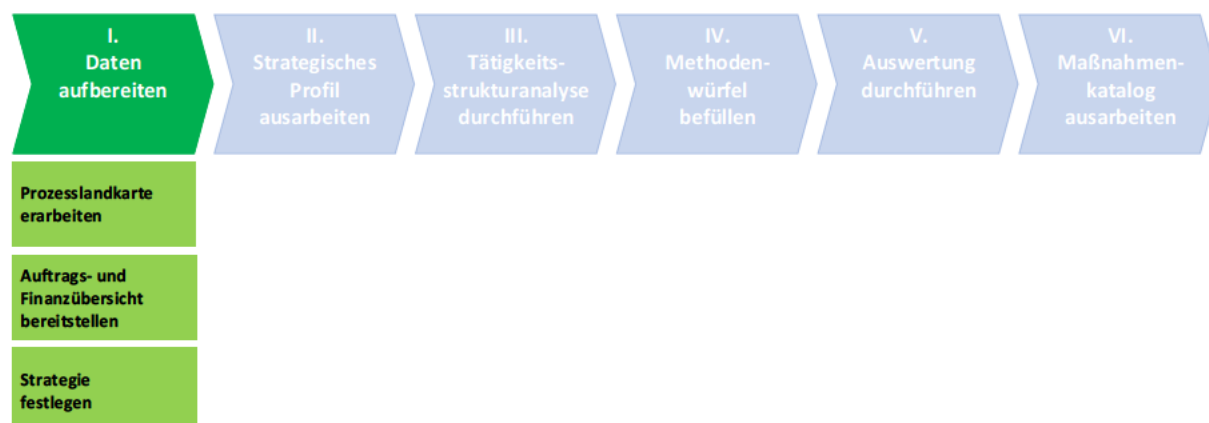 I.
Daten
aufbereiten
II.
Strategisches
Profil
ausarbeiten
III.
Tätigkeits-
strukturanalyse
durchführen
IV.
Methoden-
würfel
befüllen
V.
Auswertung
durchführen
VI.
Maßnahmen-
katalog
ausarbeiten
Prozesslandkarte
erarbeiten
Auftrags- und
Finanzübersicht
bereitstellen
Strategie
festlegen